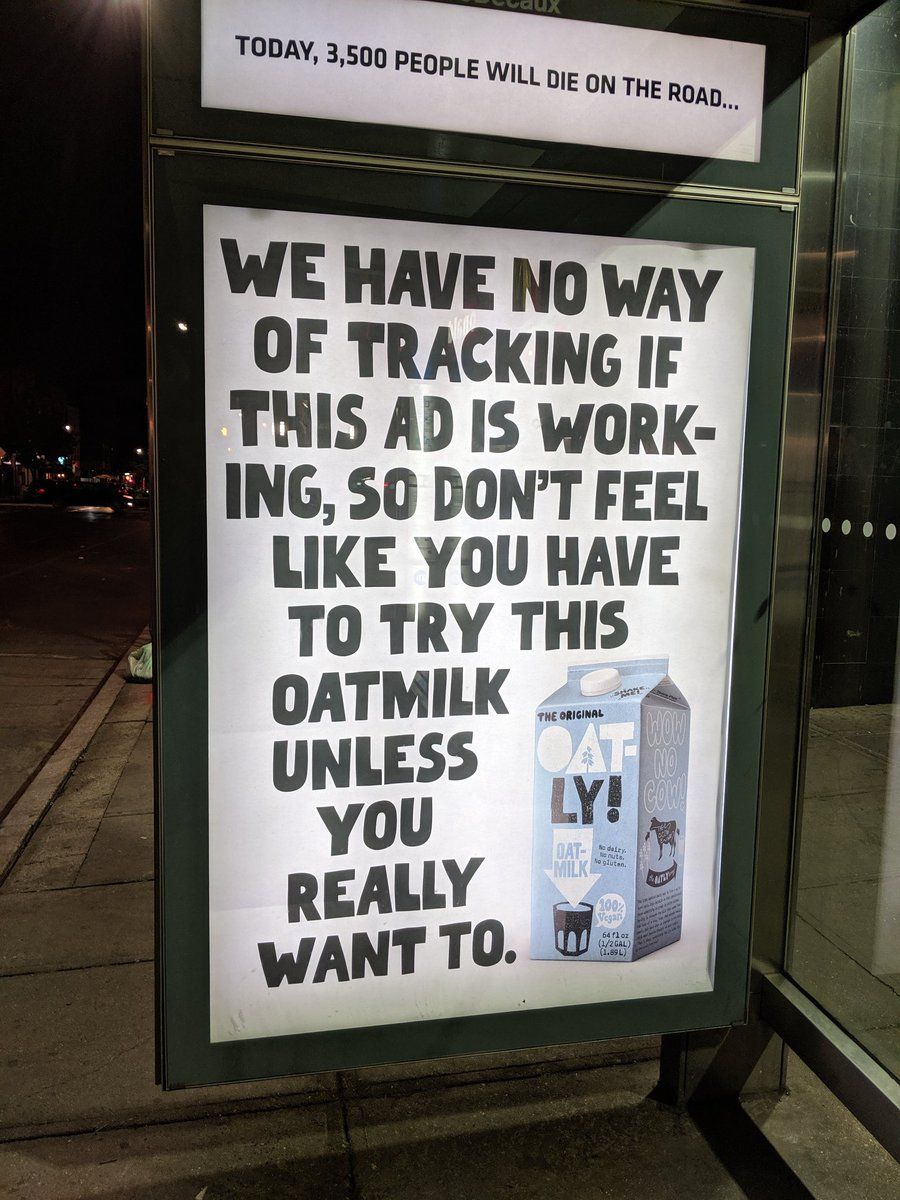 TODAY, 3,500 PEOPLE WILL DIE ON THE ROAD...
WE HAVE NO WAY
OF TRACKING IF
THIS AD IS WORK-
ING, SO DON'T FEEL
LIKE YOU HAVE
TO TRY THIS
OATMILK
UNLESS
YOU
REALLY
WANT TO.
SHAKE
ME!
THE ORIGINAL
OAT-
LY!
OAT-
MILK
No dairy.
No nuts.
No gluten.
100%
Vegan
64 fl oz
(1/2 GAL)
(1.89L)
WOW
NO
COW!